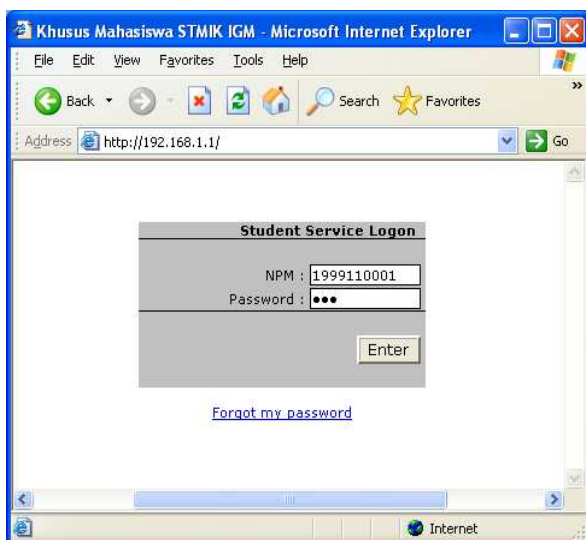 Khusus Mahasiswa STMIK IGM - Microsoft Internet Explorer
File Edit View Favorites Tools Help
Back Search Favorites »
Address http://192.168.1.1/ Go
Student Service Logon
NPM : 1999110001
Password : •••
Enter
Forgot my password
Internet